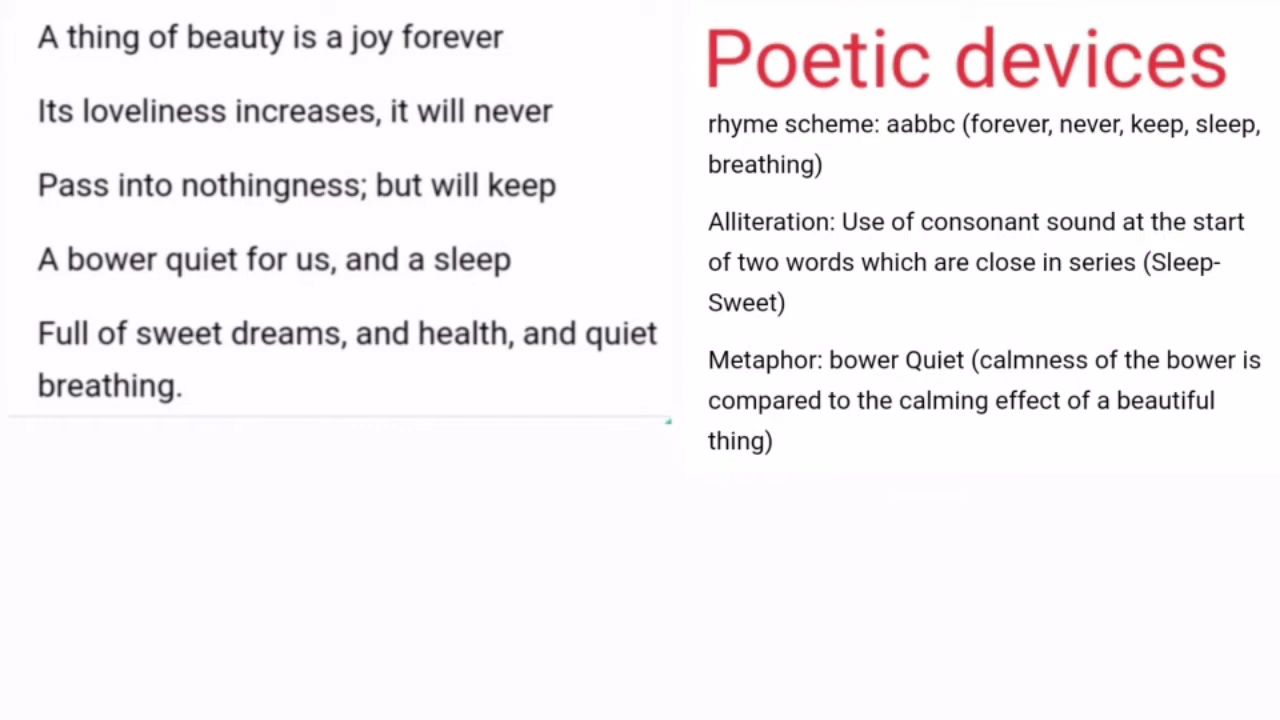 A thing of beauty is a joy forever
Its loveliness increases, it will never
Pass into nothingness; but will keep
A bower quiet for us, and a sleep
Full of sweet dreams, and health, and quiet
breathing.
Poetic devices
rhyme scheme: aabbc (forever, never, keep, sleep,
breathing)
Alliteration: Use of consonant sound at the start
of two words which are close in series (Sleep-
Sweet)
Metaphor: bower Quiet (calmness of the bower is
compared to the calming effect of a beautiful
thing)